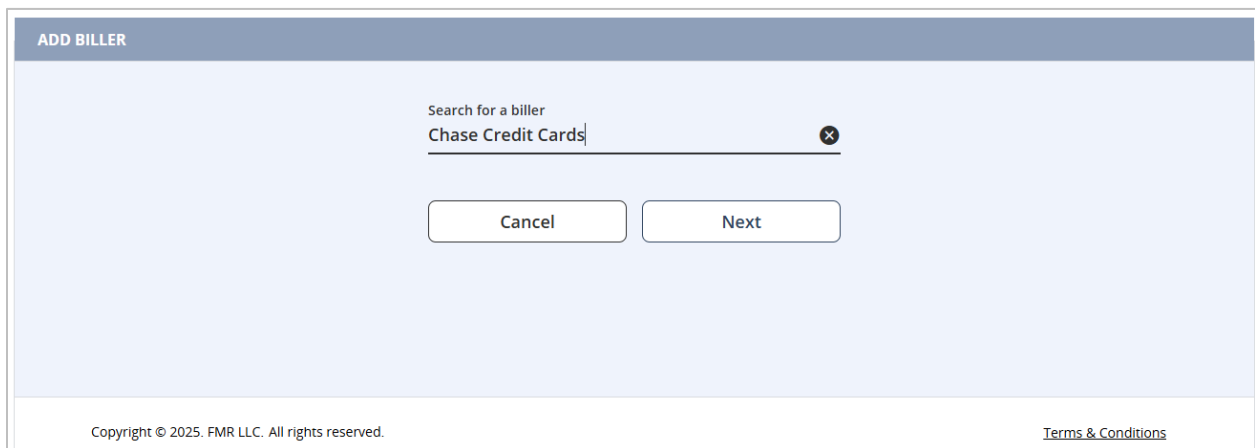 ADD BILLER
Search for a biller
Chase Credit Cards
Cancel Next
Copyright © 2025. FMR LLC. All rights reserved. Terms & Conditions